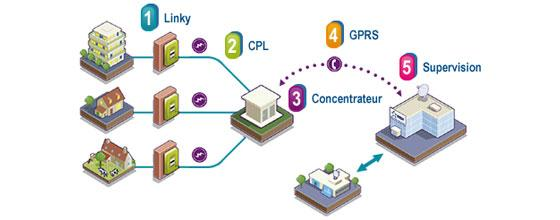 1 Linky
2 CPL
3 Concentrateur
4 GPRS
5 Supervision